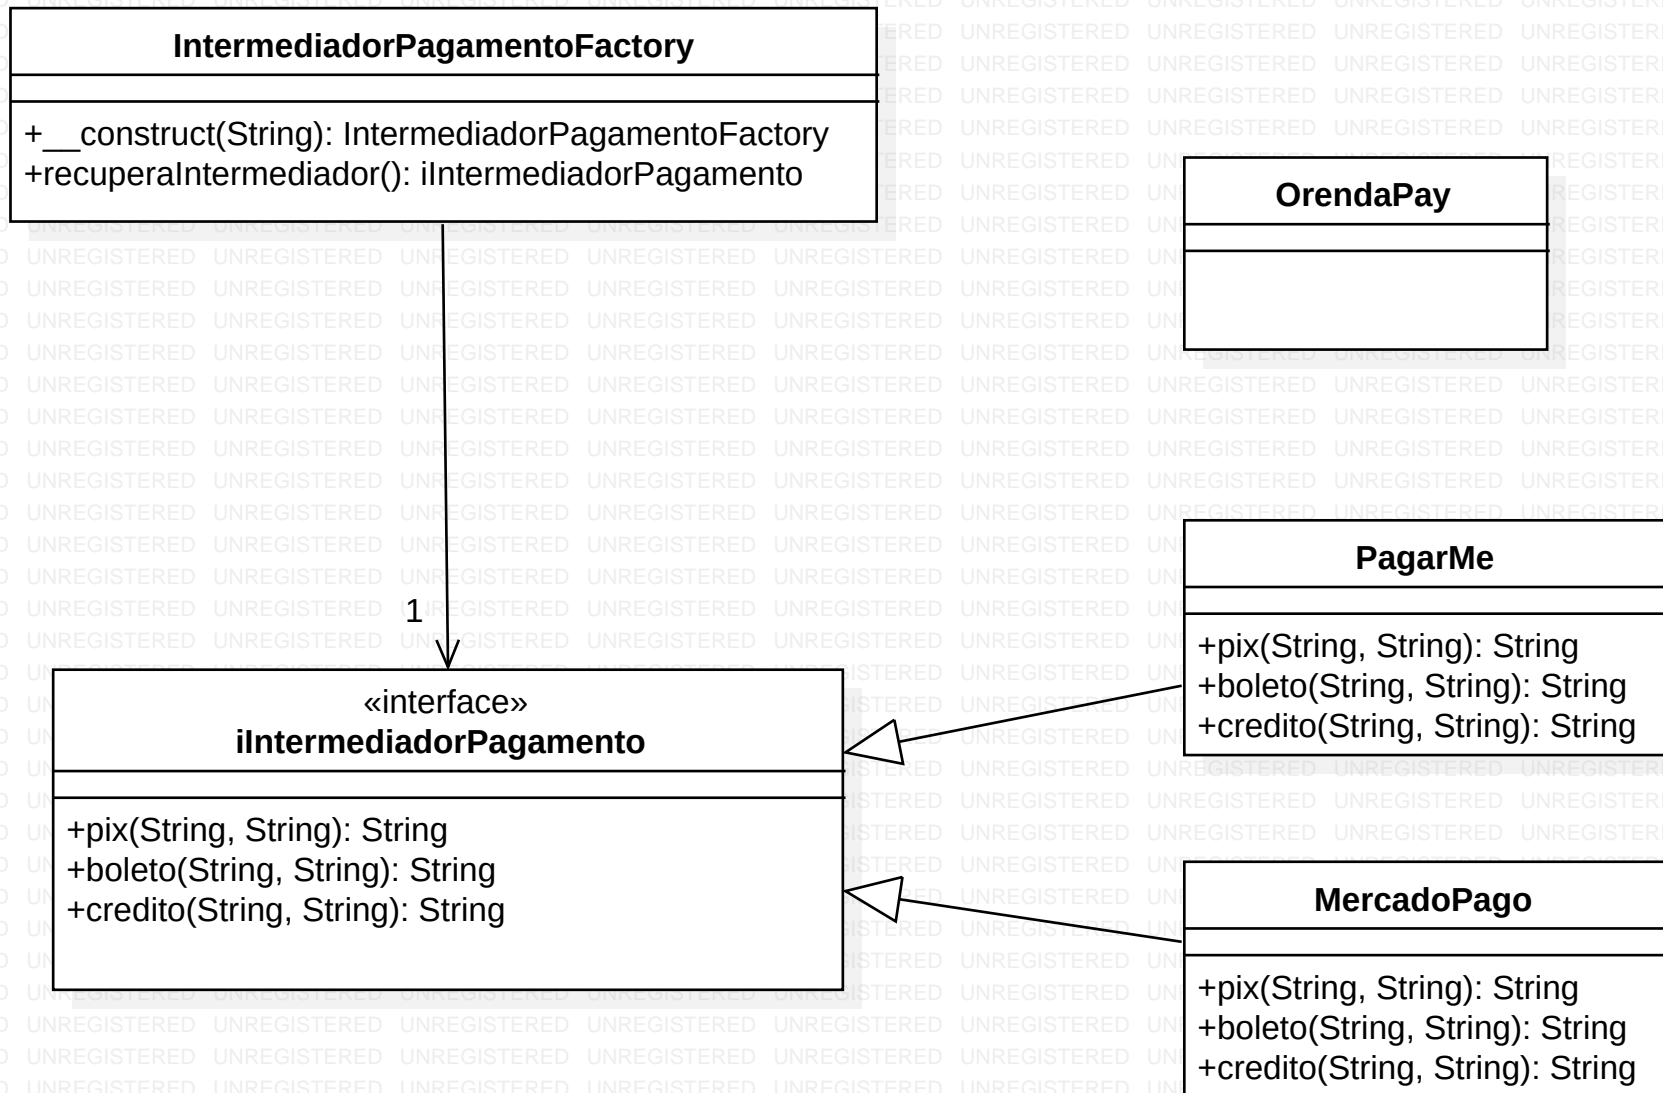 IntermediadorPagamentoFactory
+__construct(String): IntermediadorPagamentoFactory
+recuperaIntermediador(): iIntermediadorPagamento
OrendaPay
1
«interface»
iIntermediadorPagamento
+pix(String, String): String
+boleto(String, String): String
+credito(String, String): String
PagarMe
+pix(String, String): String
+boleto(String, String): String
+credito(String, String): String
MercadoPago
+pix(String, String): String
+boleto(String, String): String
+credito(String, String): String
UNREGISTERED